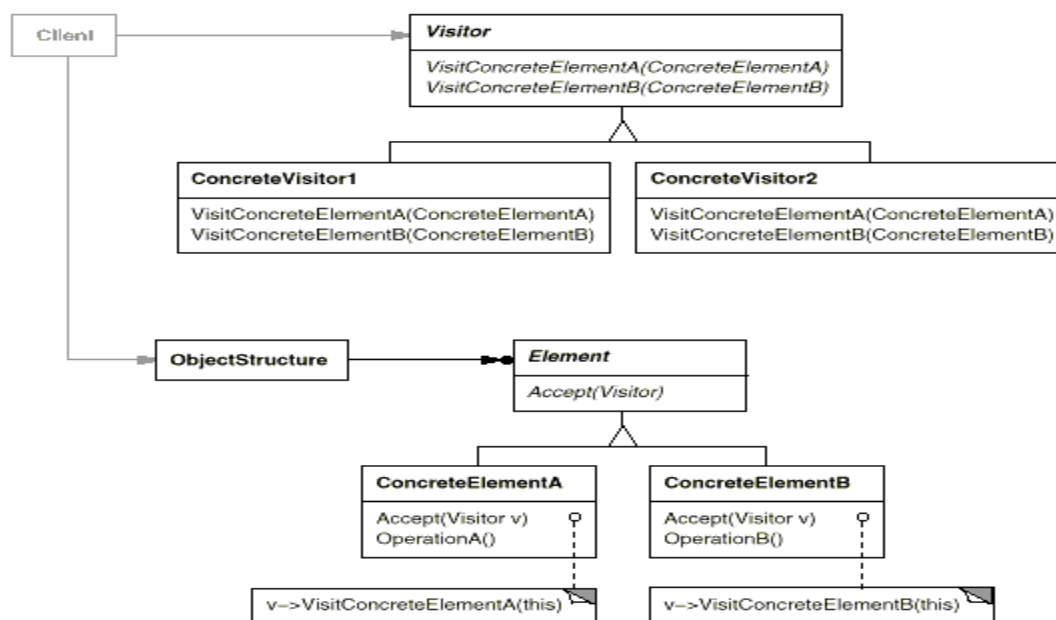 Client
Visitor
VisitConcreteElementA(ConcreteElementA)
VisitConcreteElementB(ConcreteElementB)
ConcreteVisitor1
VisitConcreteElementA(ConcreteElementA)
VisitConcreteElementB(ConcreteElementB)
ConcreteVisitor2
VisitConcreteElementA(ConcreteElementA)
VisitConcreteElementB(ConcreteElementB)
ObjectStructure
Element
Accept(Visitor)
ConcreteElementA
Accept(Visitor v)
OperationA()
ConcreteElementB
Accept(Visitor v)
OperationB()
v->VisitConcreteElementA(this)
v->VisitConcreteElementB(this)